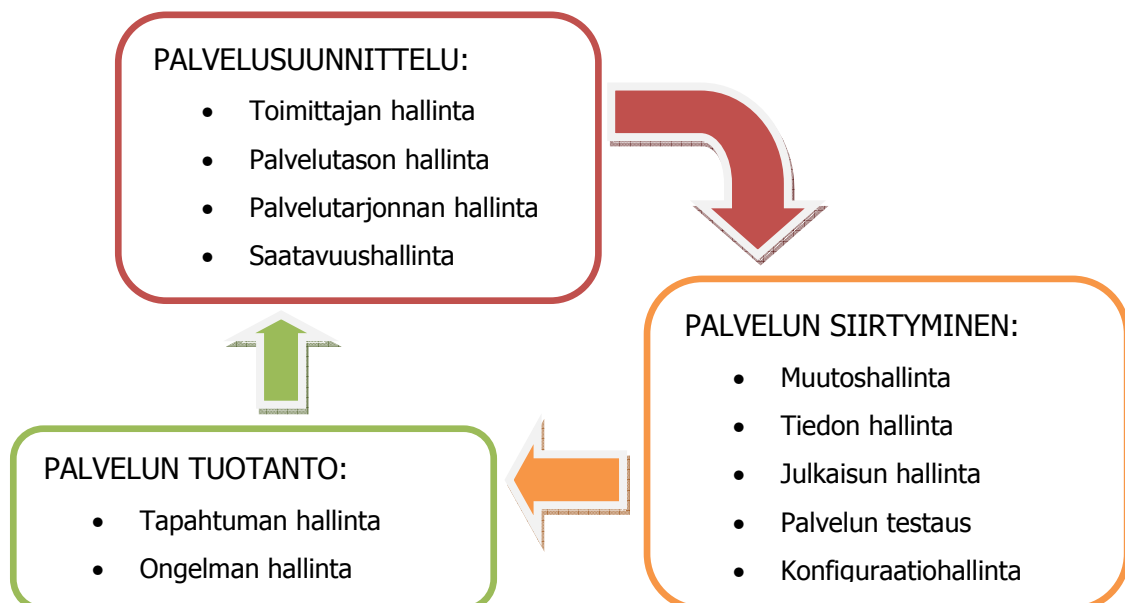 PALVELUSUUNNITTELU:
• Toimittajan hallinta
• Palvelutason hallinta
• Palvelutarjonnan hallinta
• Saatavuushallinta
PALVELUN SIIRTYMINEN:
• Muutoshallinta
• Tiedon hallinta
• Julkaisun hallinta
• Palvelun testaus
• Konfiguraatiohallinta
PALVELUN TUOTANTO:
• Tapahtuman hallinta
• Ongelman hallinta